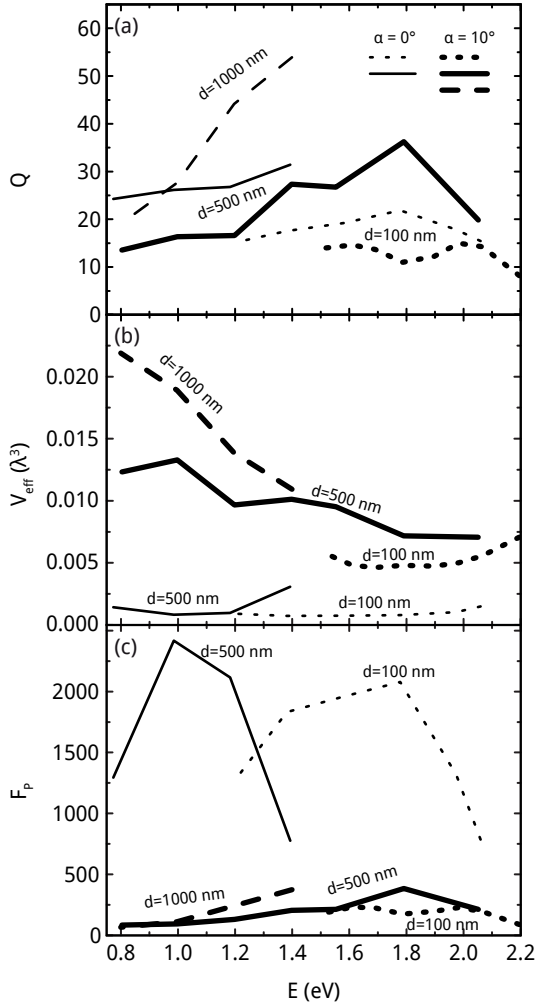 (a)
α = 0° α = 10°
60
50
40
30
20
10
0
Q
d=1000 nm
d=500 nm
d=100 nm
(b)
0.020
0.015
0.010
0.005
0.000
V_eff (λ³)
d=1000 nm
d=500 nm
d=100 nm
d=500 nm
d=100 nm
(c)
2000
1500
1000
500
250
0
F_P
d=500 nm
d=100 nm
d=1000 nm
d=500 nm
d=100 nm
0.8 1.0 1.2 1.4 1.6 1.8 2.0 2.2
E (eV)